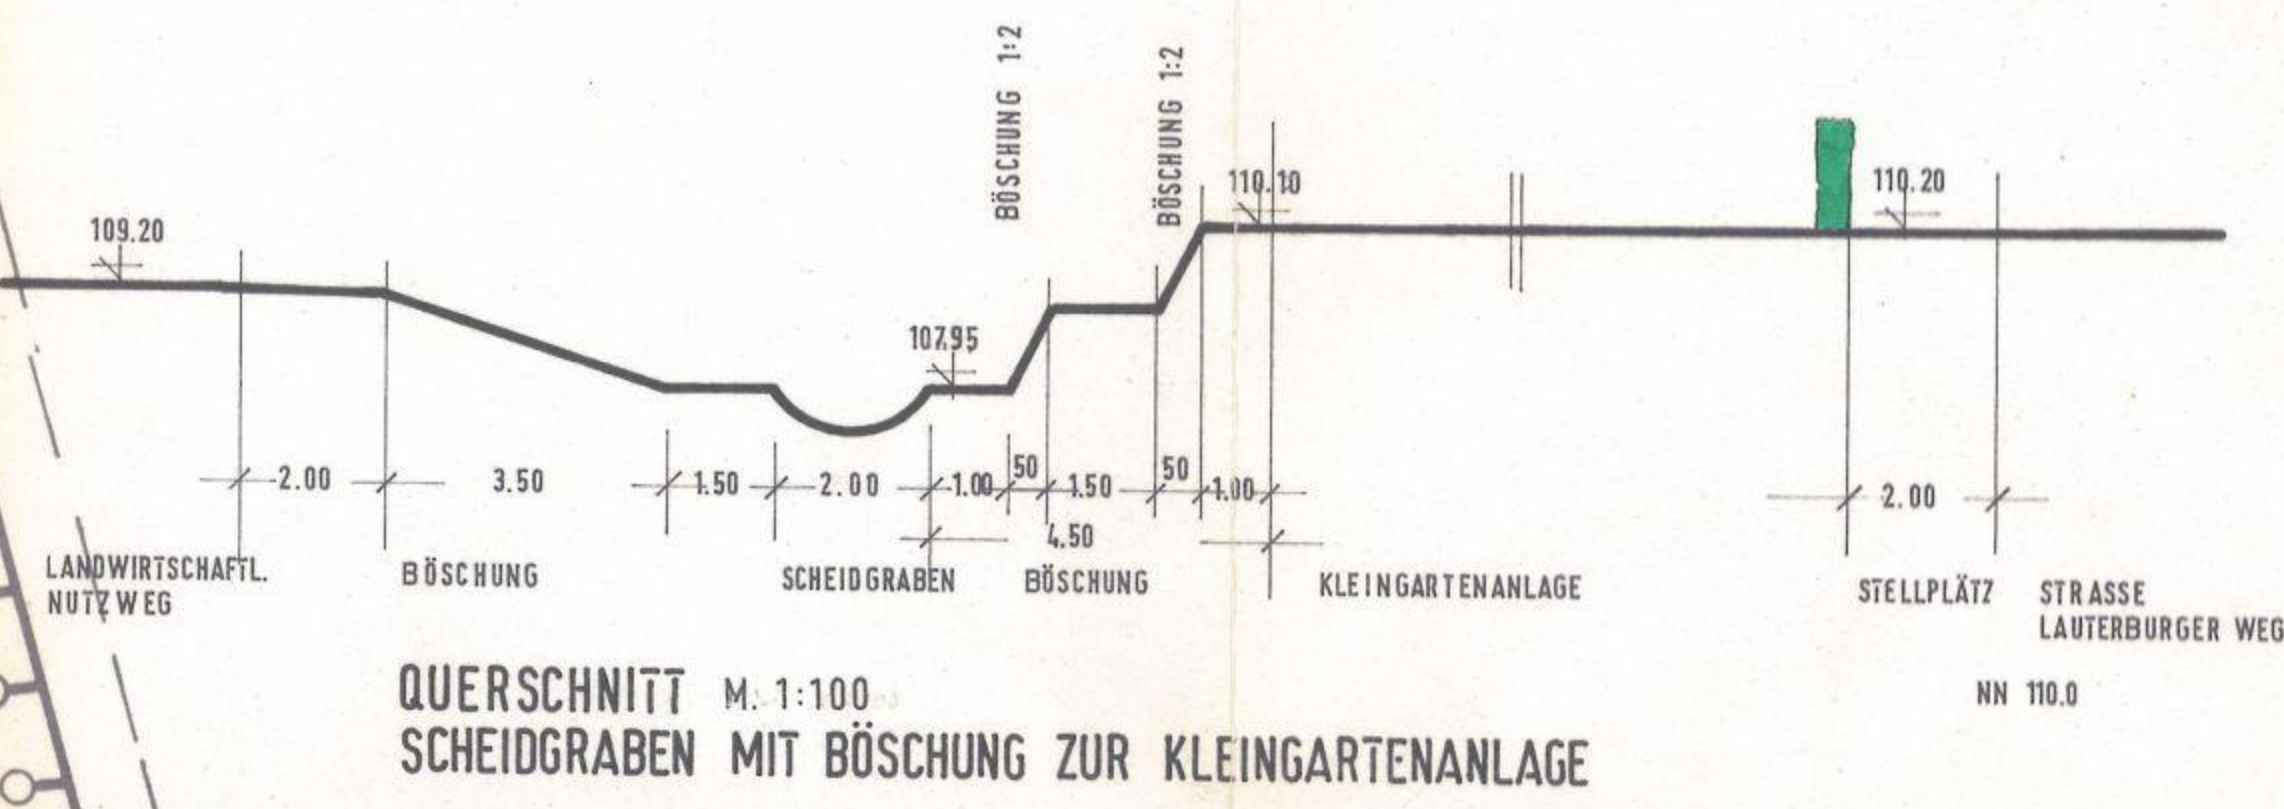 BÖSCHUNG 1:2
BÖSCHUNG 1:2
109.20
107.95
110.10
110.20
2.00
3.50
1.50
2.00
1.00
50
1.50
50
1.00
2.00
4.50
LANDWIRTSCHAFTL.
NUTZWEG
BÖSCHUNG
SCHEIDGRABEN
BÖSCHUNG
KLEINGARTENANLAGE
STELLPLÄTZ
STRASSE
LAUTERBURGER WEG
NN 110.0
QUERSCHNITT M. 1:100
SCHEIDGRABEN MIT BÖSCHUNG ZUR KLEINGARTENANLAGE